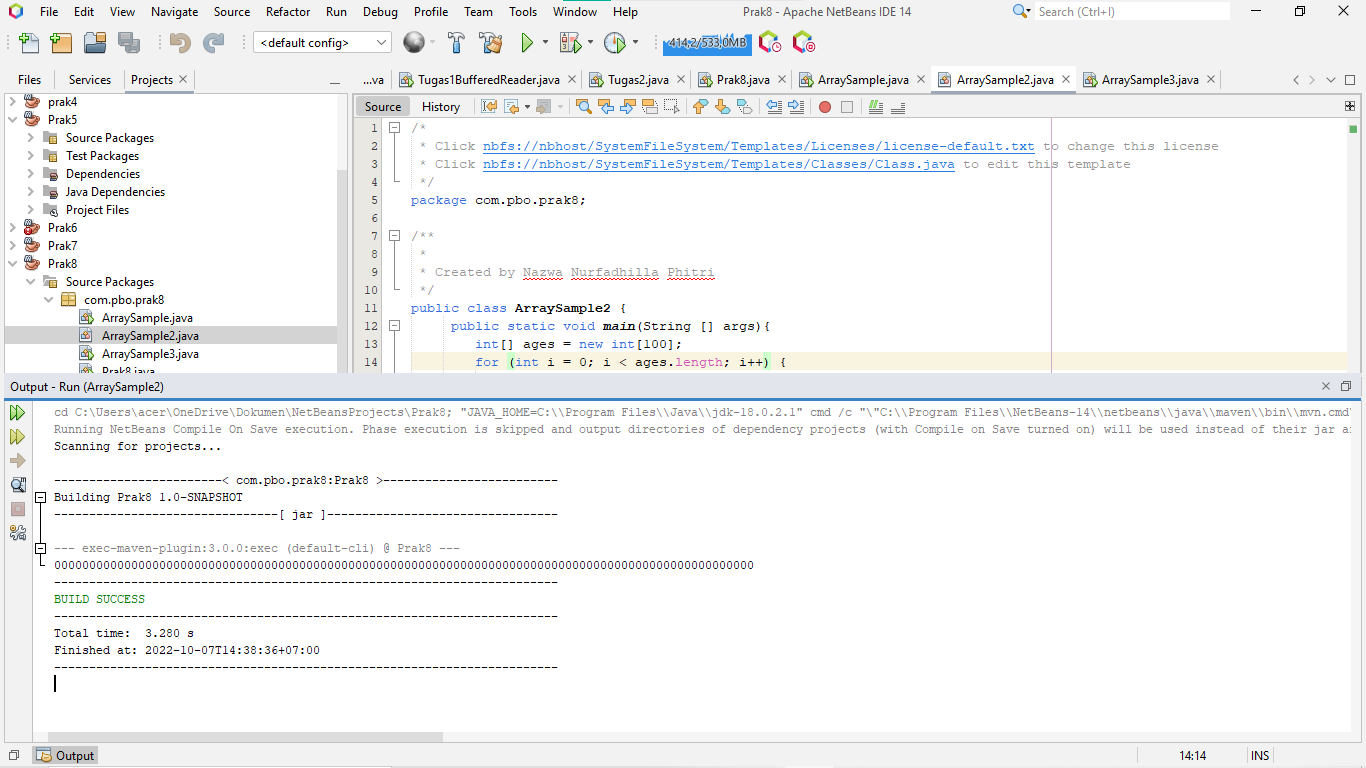 File Edit View Navigate Source Refactor Run Debug Profile Team Tools Window Help Prak8 - Apache NetBeans IDE 14 Search (Ctrl+I)
<default config> 414,2/533,0MB
Files Services Projects ...va Tugas1BufferedReader.java Tugas2.java Prak8.java ArraySample.java ArraySample2.java ArraySample3.java
prak4
Prak5
Source Packages
Test Packages
Dependencies
Java Dependencies
Project Files
Prak6
Prak7
Prak8
Source Packages
com.pbo.prak8
ArraySample.java
ArraySample2.java
ArraySample3.java
Prak8.java
Source History
1 /*
2 * Click nbfs://nbhost/SystemFileSystem/Templates/Licenses/license-default.txt to change this license
3 * Click nbfs://nbhost/SystemFileSystem/Templates/Classes/Class.java to edit this template
4 */
5 package com.pbo.prak8;
6
7 /**
8 *
9 * Created by Nazwa Nurfadhilla Phitri
10 */
11 public class ArraySample2 {
12 public static void main(String [] args){
13 int[] ages = new int[100];
14 for (int i = 0; i < ages.length; i++) {
Output - Run (ArraySample2)
cd C:\Users\acer\OneDrive\Dokumen\NetBeansProjects\Prak8; "JAVA_HOME=C:\\Program Files\\Java\\jdk-18.0.2.1" cmd /c "\"C:\\Program Files\\NetBeans-14\\netbeans\\java\\maven\\bin\\mvn.cmd\
Running NetBeans Compile On Save execution. Phase execution is skipped and output directories of dependency projects (with Compile on Save turned on) will be used instead of their jar a
Scanning for projects...
------------------------< com.pbo.prak8:Prak8 >-------------------------
Building Prak8 1.0-SNAPSHOT
--------------------------------[ jar ]---------------------------------
--- exec-maven-plugin:3.0.0:exec (default-cli) @ Prak8 ---
0000000000000000000000000000000000000000000000000000000000000000000000000000000000000000000000000000
------------------------------------------------------------------------
BUILD SUCCESS
------------------------------------------------------------------------
Total time: 3.280 s
Finished at: 2022-10-07T14:38:36+07:00
------------------------------------------------------------------------
Output 14:14 INS